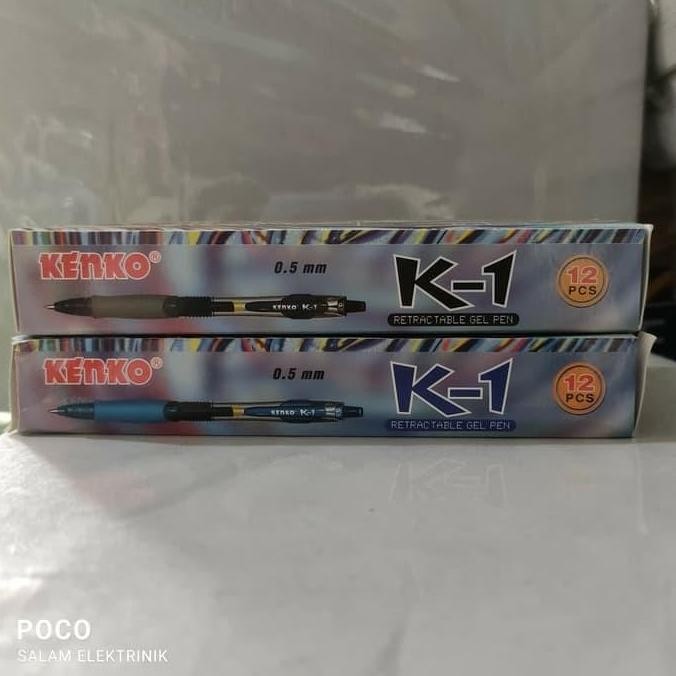 KENKO®
0.5 mm
K-1
12
PCS
KENKO K-1
RETRACTABLE GEL PEN
KENKO®
0.5 mm
K-1
12
PCS
KENKO K-1
RETRACTABLE GEL PEN
POCO
SALAM ELEKTRINIK